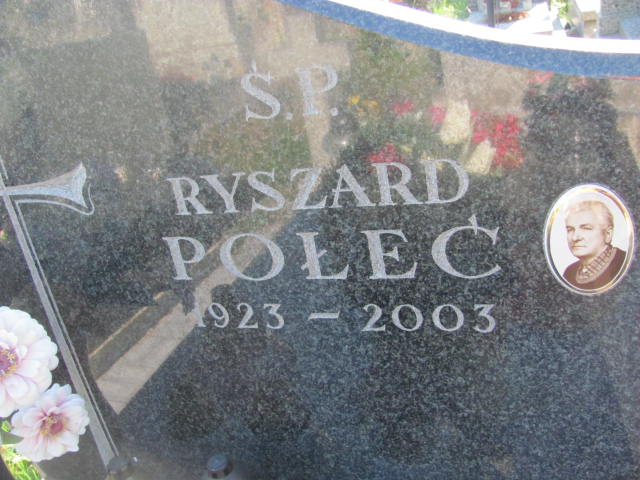 Ś.P.
RYSZARD
POŁEĆ
1923 - 2003